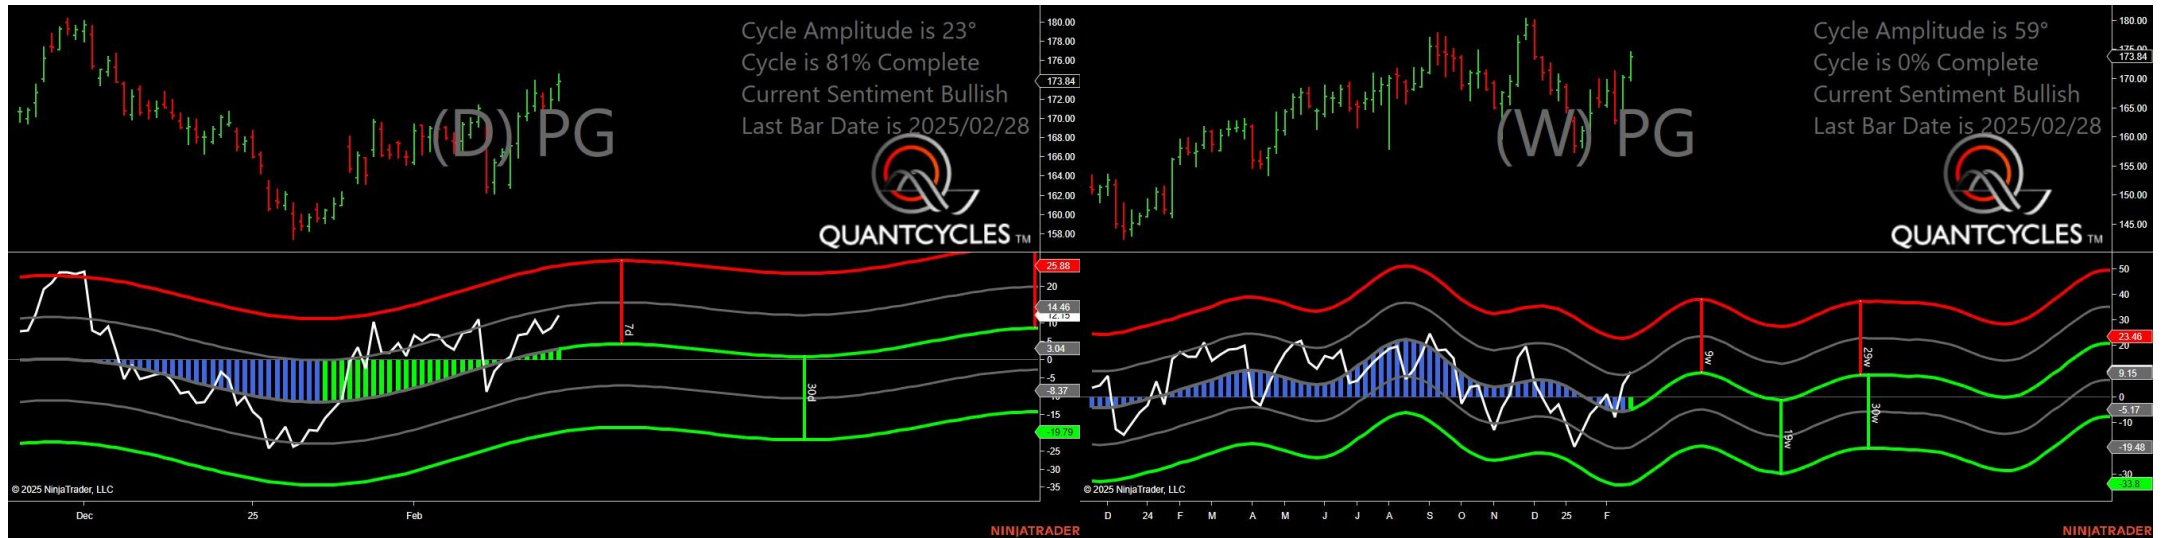 Cycle Amplitude is 23°
Cycle is 81% Complete
Current Sentiment Bullish
Last Bar Date is 2025/02/28
(D) PG
QUANTCYCLES TM
180.00
178.00
176.00
173.84
172.00
170.00
168.00
166.00
164.00
162.00
160.00
158.00
25.88
20
14.46
12.15
10
5
3.04
0
-5
-8.37
-15
-19.79
-25
-30
-35
7d
30d
© 2025 NinjaTrader, LLC
Dec
25
Feb
NINJATRADER
Cycle Amplitude is 59°
Cycle is 0% Complete
Current Sentiment Bullish
Last Bar Date is 2025/02/28
(W) PG
QUANTCYCLES TM
180.00
175.00
173.84
170.00
165.00
160.00
155.00
150.00
145.00
50
40
30
23.46
20
9.15
0
-5.17
-10
-19.48
-30
-33.8
9w
19w
29w
30w
© 2025 NinjaTrader, LLC
D 24 F M A M J J A S O N D 25 F
NINJATRADER